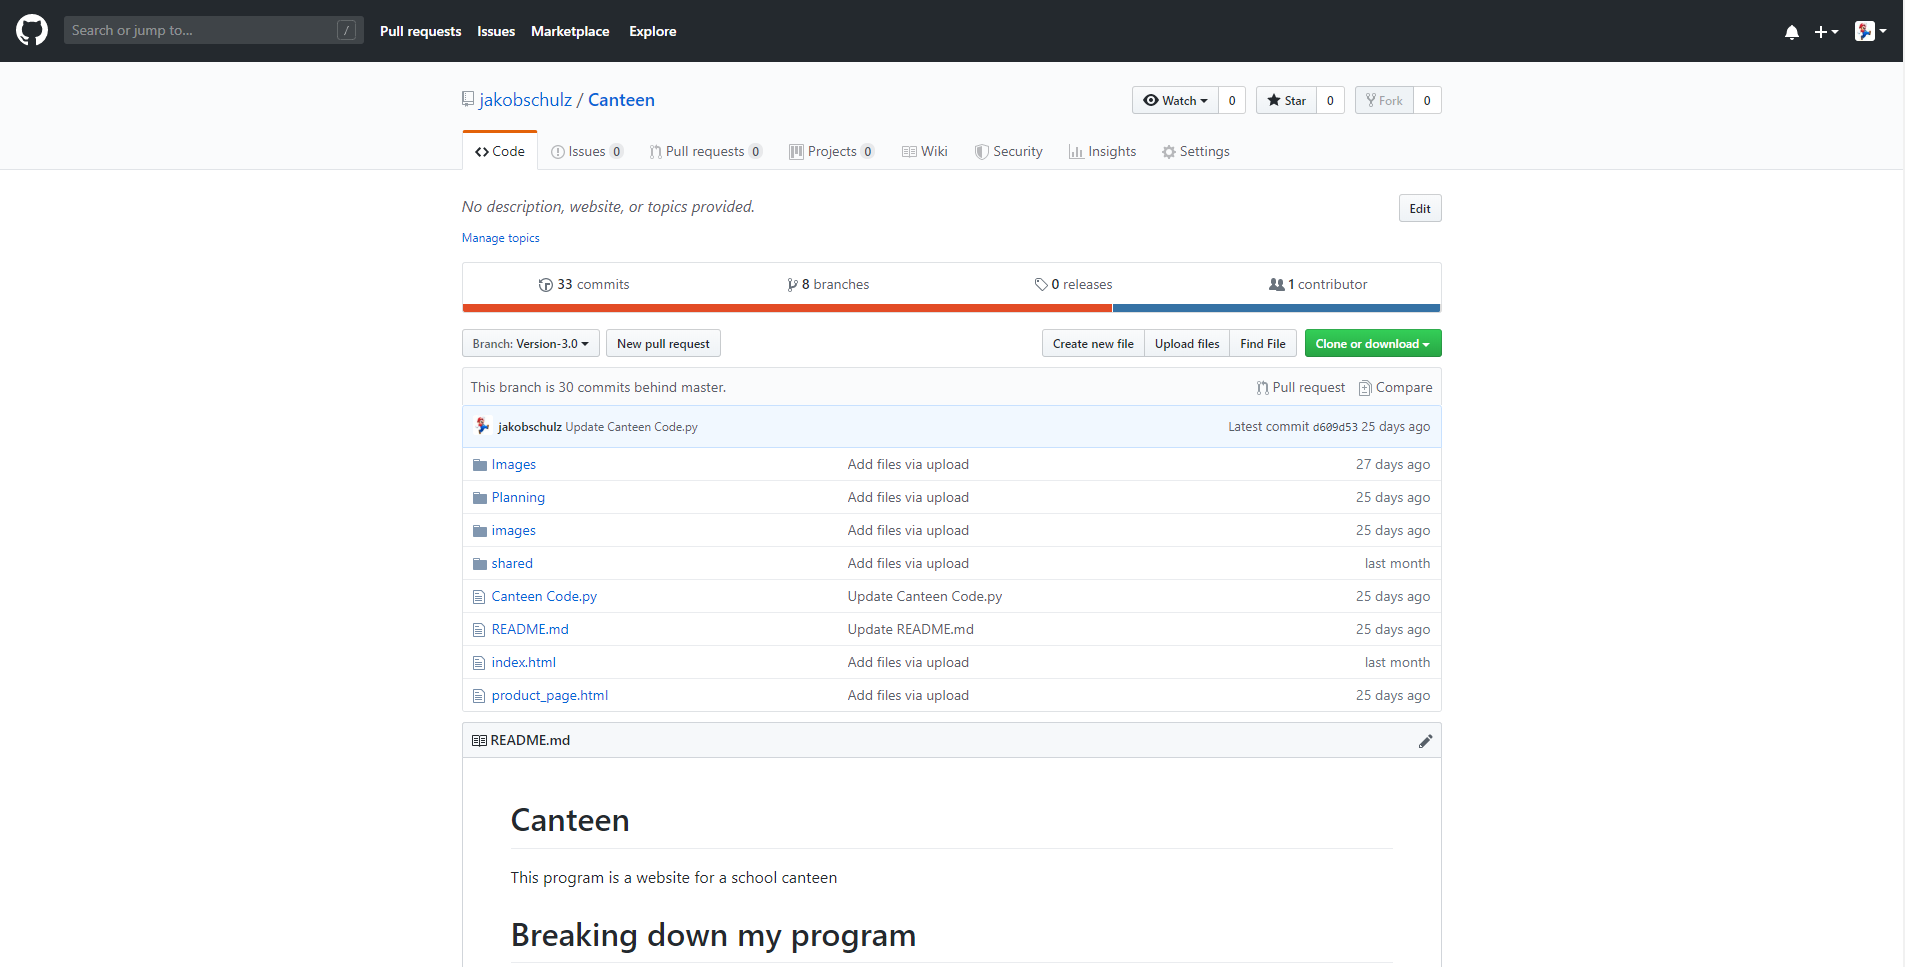 Search or jump to... /
Pull requests Issues Marketplace Explore
jakobschulz / Canteen
Watch 0 Star 0 Fork 0
Code Issues 0 Pull requests 0 Projects 0 Wiki Security Insights Settings
No description, website, or topics provided. Edit
Manage topics
33 commits 8 branches 0 releases 1 contributor
Branch: Version-3.0 New pull request Create new file Upload files Find File Clone or download
This branch is 30 commits behind master. Pull request Compare
jakobschulz Update Canteen Code.py Latest commit d609d53 25 days ago
Images Add files via upload 27 days ago
Planning Add files via upload 25 days ago
images Add files via upload 25 days ago
shared Add files via upload last month
Canteen Code.py Update Canteen Code.py 25 days ago
README.md Update README.md 25 days ago
index.html Add files via upload last month
product_page.html Add files via upload 25 days ago
README.md
Canteen
This program is a website for a school canteen
Breaking down my program